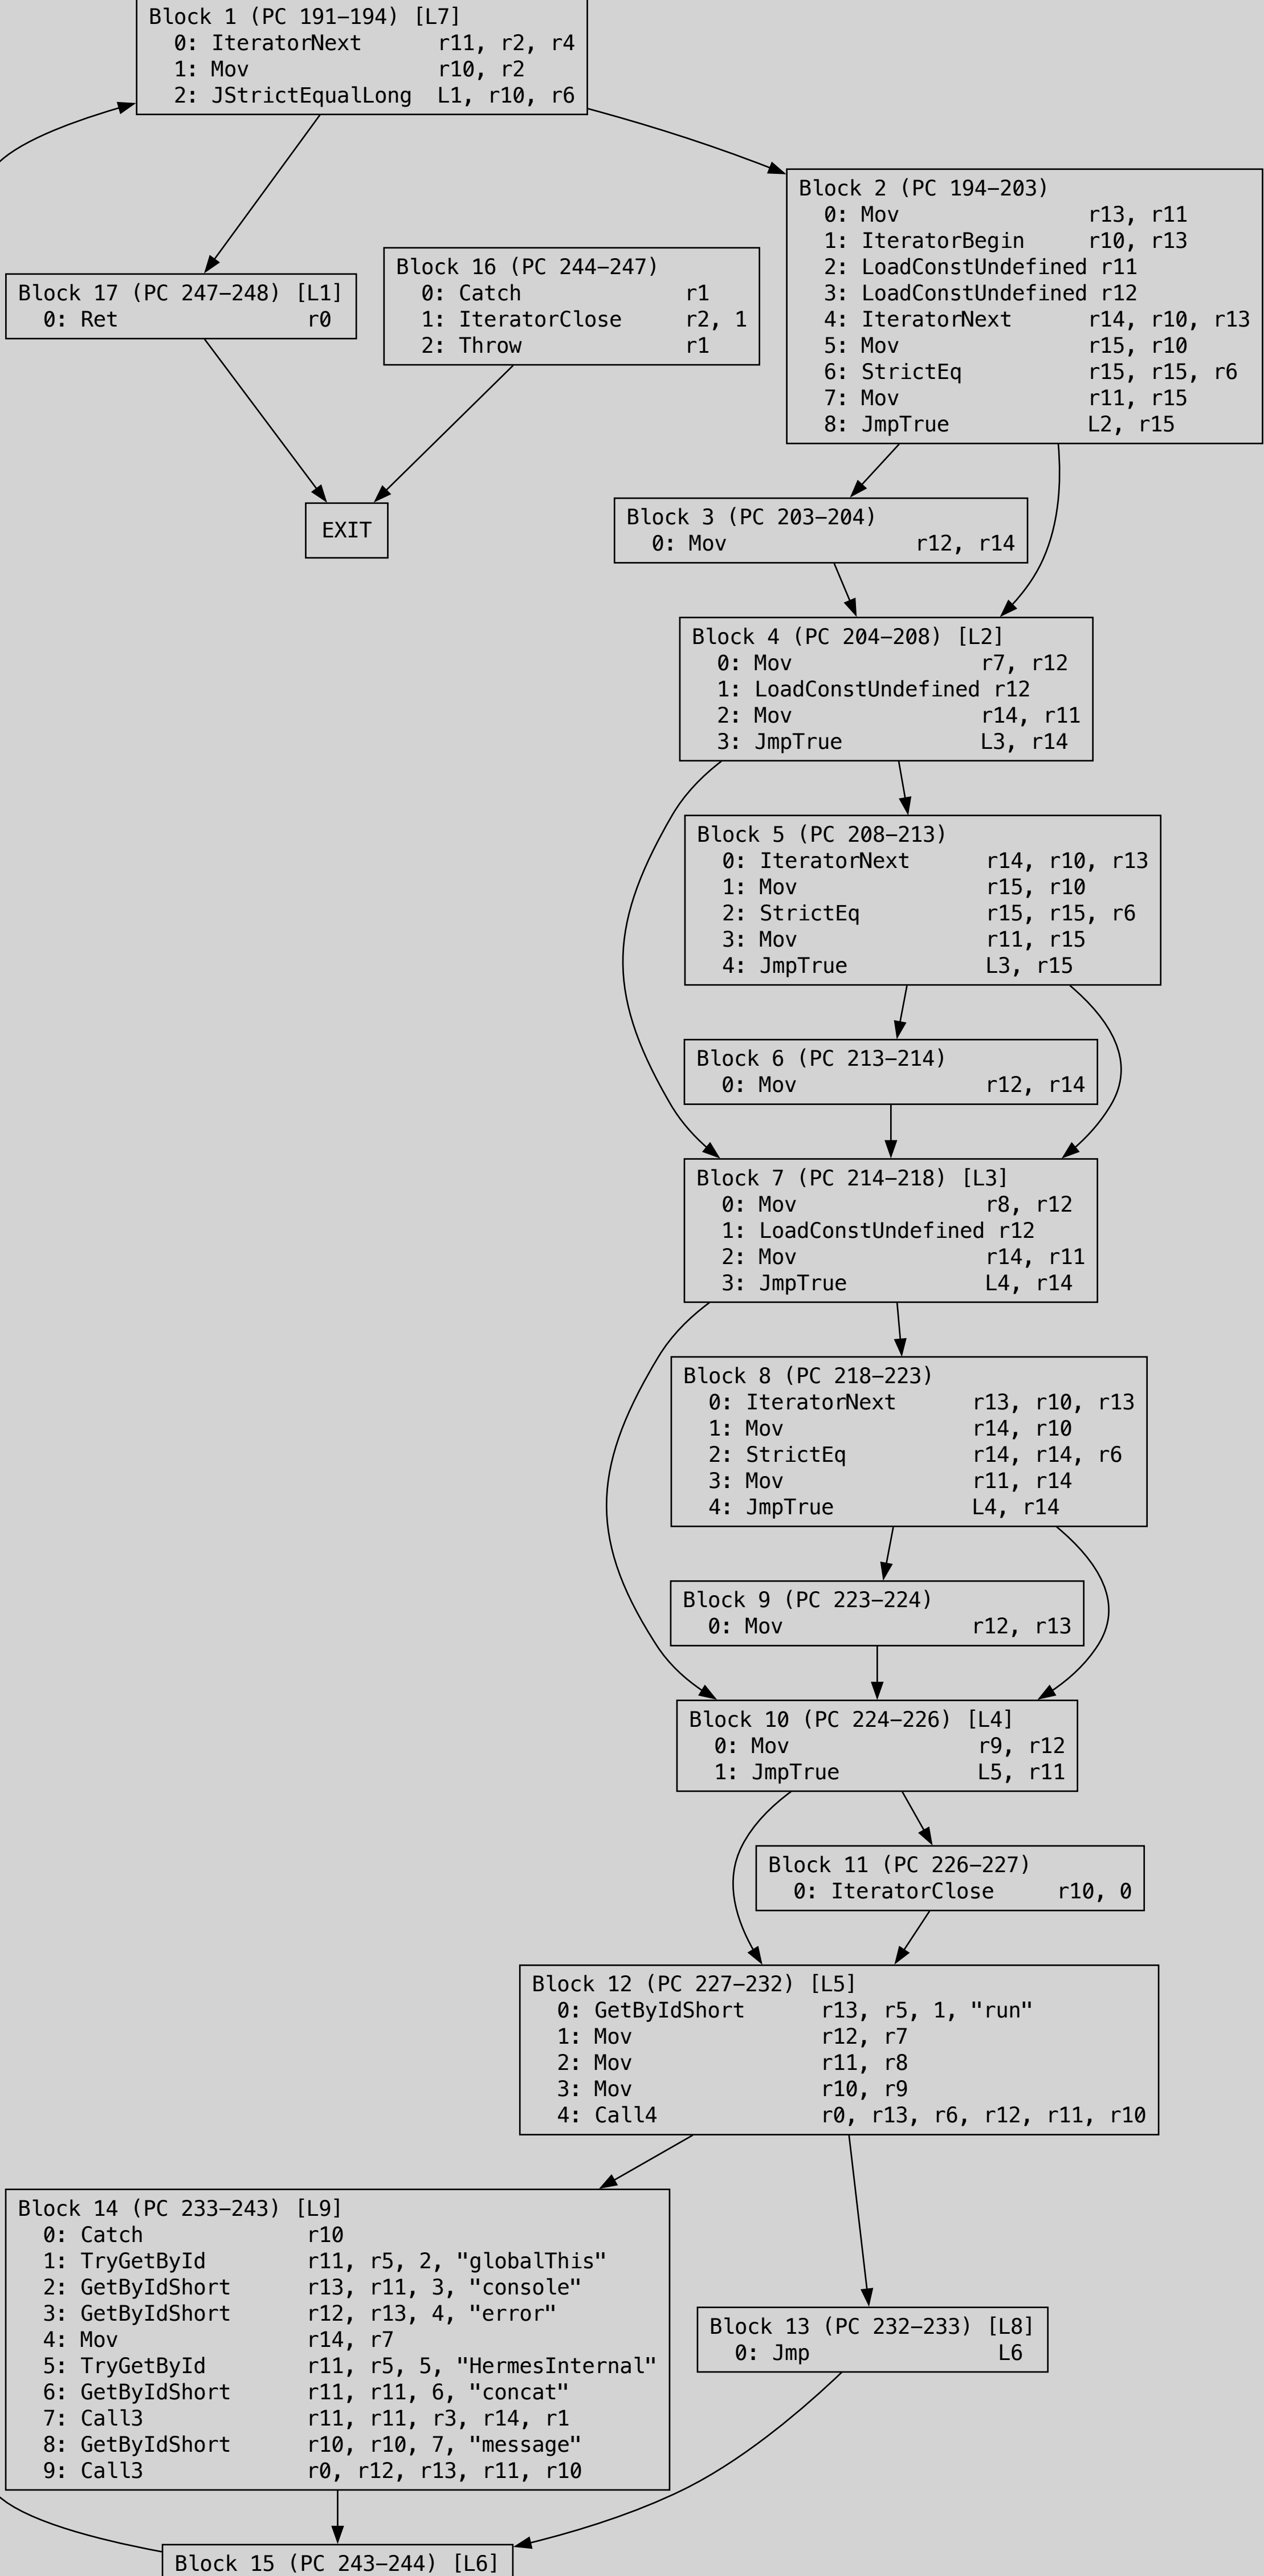 Block 1 (PC 191–194) [L7]
0: IteratorNext r11, r2, r4
1: Mov r10, r2
2: JStrictEqualLong L1, r10, r6
Block 2 (PC 194–203)
0: Mov r13, r11
1: IteratorBegin r10, r13
2: LoadConstUndefined r11
3: LoadConstUndefined r12
4: IteratorNext r14, r10, r13
5: Mov r15, r10
6: StrictEq r15, r15, r6
7: Mov r11, r15
8: JmpTrue L2, r15
Block 16 (PC 244–247)
0: Catch r1
1: IteratorClose r2, 1
2: Throw r1
Block 17 (PC 247–248) [L1]
0: Ret r0
EXIT
Block 3 (PC 203–204)
0: Mov r12, r14
Block 4 (PC 204–208) [L2]
0: Mov r7, r12
1: LoadConstUndefined r12
2: Mov r14, r11
3: JmpTrue L3, r14
Block 5 (PC 208–213)
0: IteratorNext r14, r10, r13
1: Mov r15, r10
2: StrictEq r15, r15, r6
3: Mov r11, r15
4: JmpTrue L3, r15
Block 6 (PC 213–214)
0: Mov r12, r14
Block 7 (PC 214–218) [L3]
0: Mov r8, r12
1: LoadConstUndefined r12
2: Mov r14, r11
3: JmpTrue L4, r14
Block 8 (PC 218–223)
0: IteratorNext r13, r10, r13
1: Mov r14, r10
2: StrictEq r14, r14, r6
3: Mov r11, r14
4: JmpTrue L4, r14
Block 9 (PC 223–224)
0: Mov r12, r13
Block 10 (PC 224–226) [L4]
0: Mov r9, r12
1: JmpTrue L5, r11
Block 11 (PC 226–227)
0: IteratorClose r10, 0
Block 12 (PC 227–232) [L5]
0: GetByIdShort r13, r5, 1, "run"
1: Mov r12, r7
2: Mov r11, r8
3: Mov r10, r9
4: Call4 r0, r13, r6, r12, r11, r10
Block 14 (PC 233–243) [L9]
0: Catch r10
1: TryGetById r11, r5, 2, "globalThis"
2: GetByIdShort r13, r11, 3, "console"
3: GetByIdShort r12, r13, 4, "error"
4: Mov r14, r7
5: TryGetById r11, r5, 5, "HermesInternal"
6: GetByIdShort r11, r11, 6, "concat"
7: Call3 r11, r11, r3, r14, r1
8: GetByIdShort r10, r10, 7, "message"
9: Call3 r0, r12, r13, r11, r10
Block 13 (PC 232–233) [L8]
0: Jmp L6
Block 15 (PC 243–244) [L6]